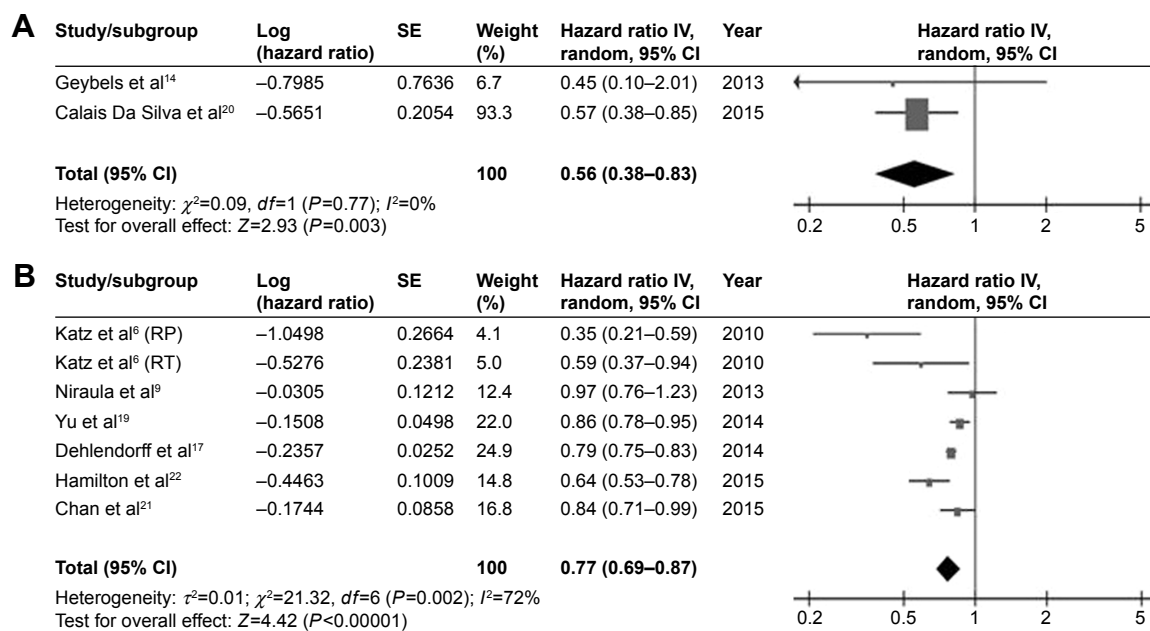 A
Study/subgroup Log (hazard ratio) SE Weight (%) Hazard ratio IV, random, 95% CI Year Hazard ratio IV, random, 95% CI
Geybels et al14 –0.7985 0.7636 6.7 0.45 (0.10–2.01) 2013
Calais Da Silva et al20 –0.5651 0.2054 93.3 0.57 (0.38–0.85) 2015
Total (95% CI) 100 0.56 (0.38–0.83)
Heterogeneity: χ2=0.09, df=1 (P=0.77); I2=0%
Test for overall effect: Z=2.93 (P=0.003)
0.2 0.5 1 2 5
B
Study/subgroup Log (hazard ratio) SE Weight (%) Hazard ratio IV, random, 95% CI Year Hazard ratio IV, random, 95% CI
Katz et al6 (RP) –1.0498 0.2664 4.1 0.35 (0.21–0.59) 2010
Katz et al6 (RT) –0.5276 0.2381 5.0 0.59 (0.37–0.94) 2010
Niraula et al9 –0.0305 0.1212 12.4 0.97 (0.76–1.23) 2013
Yu et al19 –0.1508 0.0498 22.0 0.86 (0.78–0.95) 2014
Dehlendorff et al17 –0.2357 0.0252 24.9 0.79 (0.75–0.83) 2014
Hamilton et al22 –0.4463 0.1009 14.8 0.64 (0.53–0.78) 2015
Chan et al21 –0.1744 0.0858 16.8 0.84 (0.71–0.99) 2015
Total (95% CI) 100 0.77 (0.69–0.87)
Heterogeneity: τ2=0.01; χ2=21.32, df=6 (P=0.002); I2=72%
Test for overall effect: Z=4.42 (P<0.00001)
0.2 0.5 1 2 5